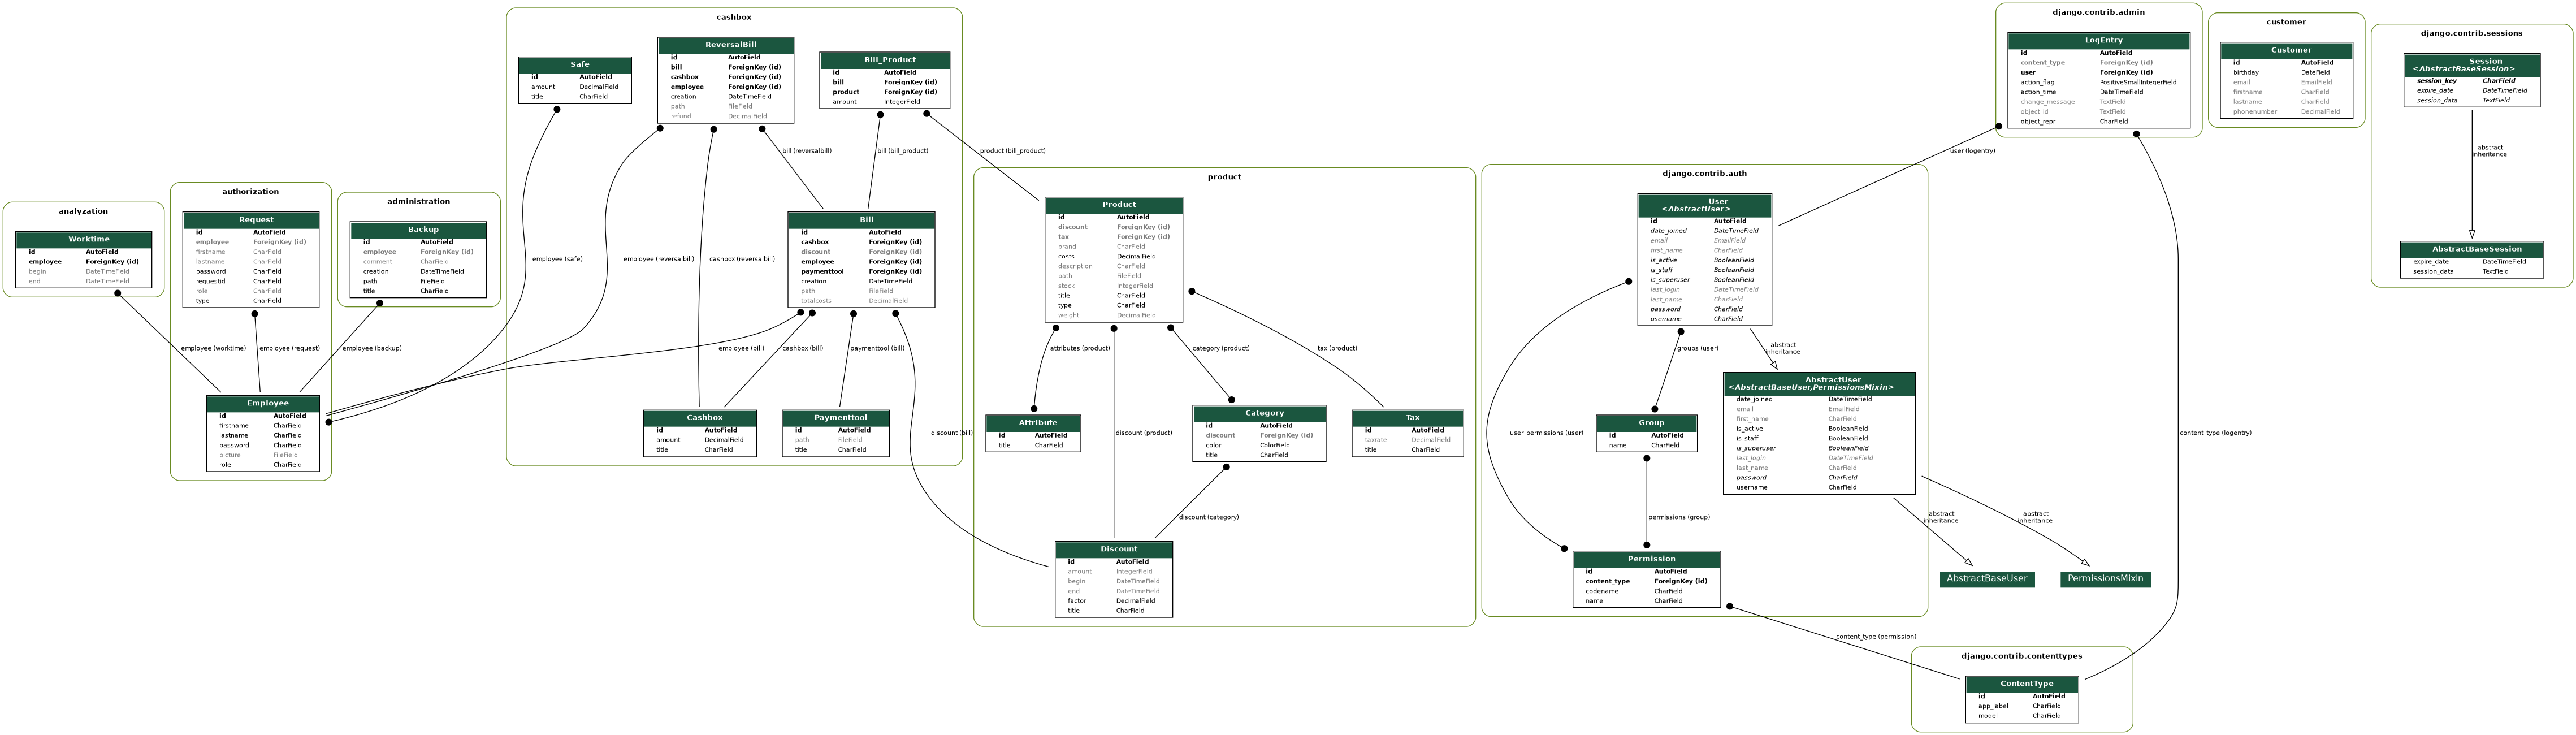 cashbox
Safe
id AutoField
amount DecimalField
title CharField
ReversalBill
id AutoField
bill ForeignKey (id)
cashbox ForeignKey (id)
employee ForeignKey (id)
creation DateTimeField
path FileField
refund DecimalField
Bill_Product
id AutoField
bill ForeignKey (id)
product ForeignKey (id)
amount IntegerField
bill (reversalbill)
bill (bill_product)
product (bill_product)
employee (safe)
employee (reversalbill)
cashbox (reversalbill)
Bill
id AutoField
cashbox ForeignKey (id)
discount ForeignKey (id)
employee ForeignKey (id)
paymenttool ForeignKey (id)
creation DateTimeField
path FileField
totalcosts DecimalField
employee (bill)
cashbox (bill)
paymenttool (bill)
discount (bill)
Cashbox
id AutoField
amount DecimalField
title CharField
Paymenttool
id AutoField
path FileField
title CharField
analyzation
Worktime
id AutoField
employee ForeignKey (id)
begin DateTimeField
end DateTimeField
authorization
Request
id AutoField
employee ForeignKey (id)
firstname CharField
lastname CharField
password CharField
requestid CharField
role CharField
type CharField
administration
Backup
id AutoField
employee ForeignKey (id)
comment CharField
creation DateTimeField
path FileField
title CharField
employee (worktime)
employee (request)
employee (backup)
Employee
id AutoField
firstname CharField
lastname CharField
password CharField
picture FileField
role CharField
product
Product
id AutoField
discount ForeignKey (id)
tax ForeignKey (id)
brand CharField
costs DecimalField
description CharField
path FileField
stock IntegerField
title CharField
type CharField
weight DecimalField
attributes (product)
category (product)
tax (product)
discount (product)
Attribute
id AutoField
title CharField
Category
id AutoField
discount ForeignKey (id)
color ColorField
title CharField
Tax
id AutoField
taxrate DecimalField
title CharField
discount (category)
Discount
id AutoField
amount IntegerField
begin DateTimeField
end DateTimeField
factor DecimalField
title CharField
django.contrib.auth
User
<AbstractUser>
id AutoField
date_joined DateTimeField
email EmailField
first_name CharField
is_active BooleanField
is_staff BooleanField
is_superuser BooleanField
last_login DateTimeField
last_name CharField
password CharField
username CharField
groups (user)
abstract
inheritance
user_permissions (user)
AbstractUser
<AbstractBaseUser,PermissionsMixin>
date_joined DateTimeField
email EmailField
first_name CharField
is_active BooleanField
is_staff BooleanField
is_superuser BooleanField
last_login DateTimeField
last_name CharField
password CharField
username CharField
Group
id AutoField
name CharField
permissions (group)
Permission
id AutoField
content_type ForeignKey (id)
codename CharField
name CharField
abstract
inheritance
abstract
inheritance
AbstractBaseUser
PermissionsMixin
content_type (permission)
django.contrib.contenttypes
ContentType
id AutoField
app_label CharField
model CharField
django.contrib.admin
LogEntry
id AutoField
content_type ForeignKey (id)
user ForeignKey (id)
action_flag PositiveSmallIntegerField
action_time DateTimeField
change_message TextField
object_id TextField
object_repr CharField
user (logentry)
content_type (logentry)
customer
Customer
id AutoField
birthday DateField
email EmailField
firstname CharField
lastname CharField
phonenumber DecimalField
django.contrib.sessions
Session
<AbstractBaseSession>
session_key CharField
expire_date DateTimeField
session_data TextField
abstract
inheritance
AbstractBaseSession
expire_date DateTimeField
session_data TextField